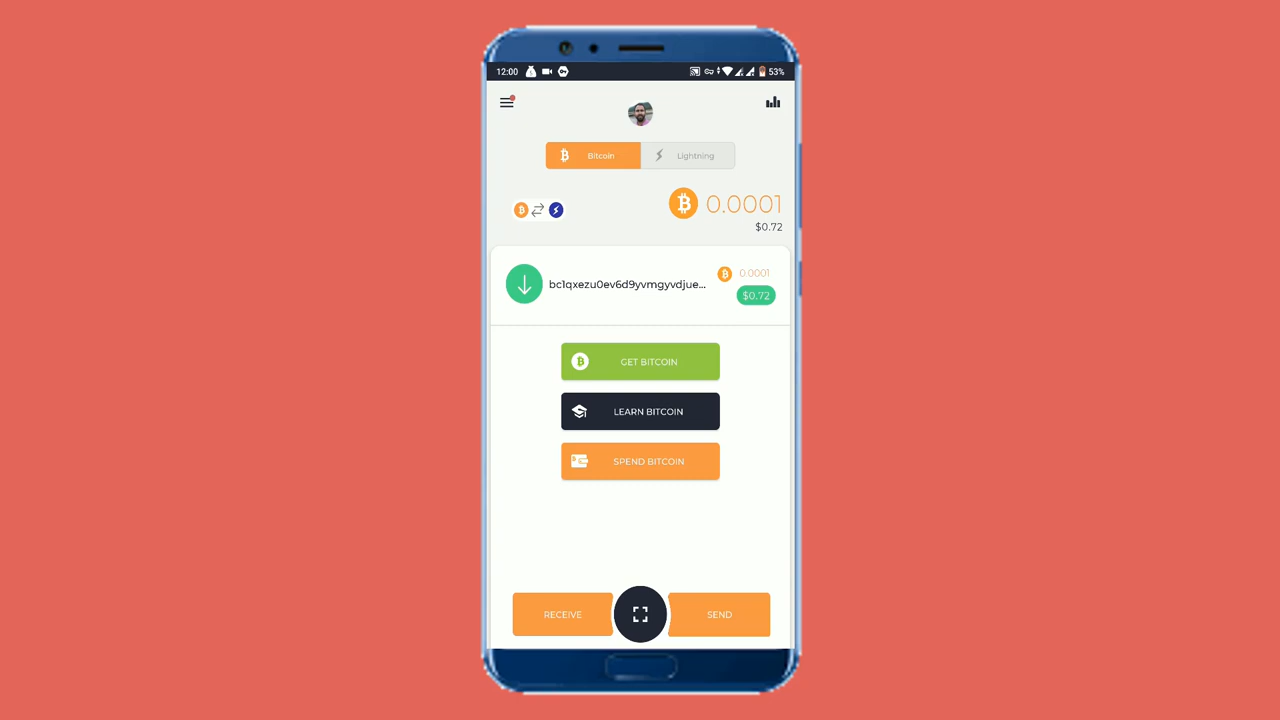 12:00
53%
Bitcoin
Lightning
0.0001
$0.72
bc1qxezu0ev6d9yvmgyvdjue...
0.0001
$0.72
GET BITCOIN
LEARN BITCOIN
SPEND BITCOIN
RECEIVE
SEND